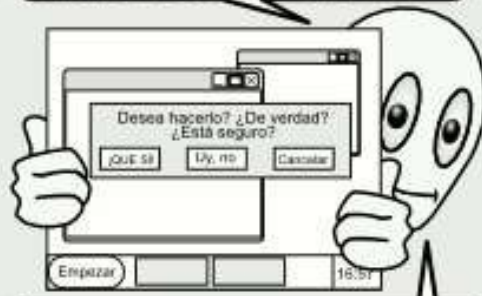 Desea hacerlo? ¿De verdad?
¿Está seguro?
¡QUE SI!
Uy, no
Cancelar
Empezar
16:57